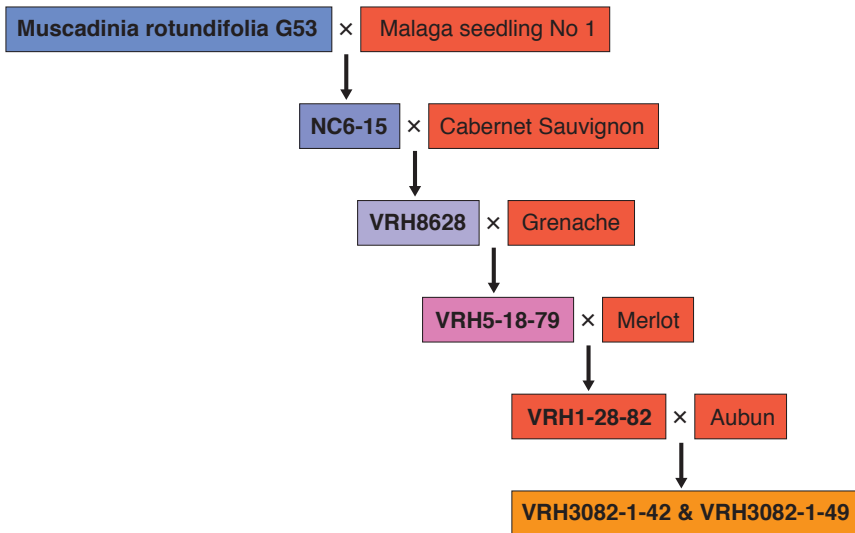 Muscadinia rotundifolia G53 × Malaga seedling No 1
NC6-15 × Cabernet Sauvignon
VRH8628 × Grenache
VRH5-18-79 × Merlot
VRH1-28-82 × Aubun
VRH3082-1-42 & VRH3082-1-49